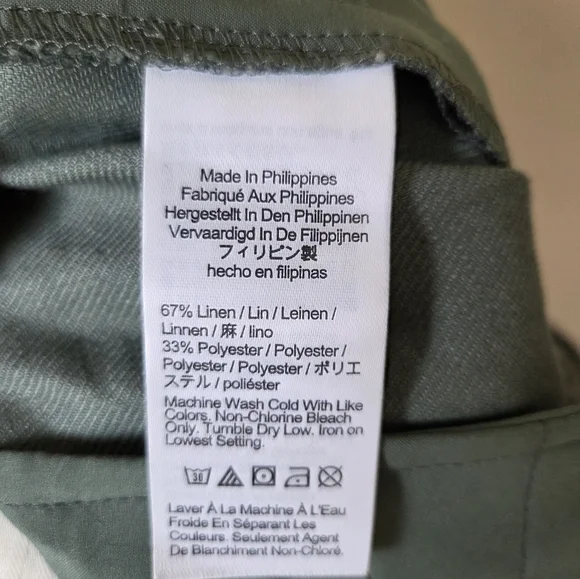 Made In Philippines
Fabriqué Aux Philippines
Hergestellt In Den Philippinen
Vervaardigd In De Filippijnen
フィリピン製
hecho en filipinas
67% Linen / Lin / Leinen /
Linnen / 麻 / lino
33% Polyester / Polyester /
Polyester / Polyester / ポリエ
ステル / poliéster
Machine Wash Cold With Like
Colors. Non-Chlorine Bleach
Only. Tumble Dry Low. Iron on
Lowest Setting.
30
Laver À La Machine À L'Eau
Froide En Séparant Les
Couleurs. Seulement Agent
De Blanchiment Non-Chloré.